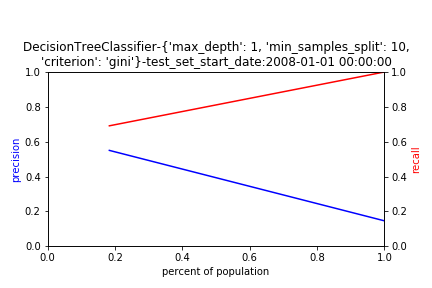 DecisionTreeClassifier-{'max_depth': 1, 'min_samples_split': 10,
'criterion': 'gini'}-test_set_start_date:2008-01-01 00:00:00
1.0
0.8
0.6
0.4
0.2
0.0
precision
1.0
0.8
0.6
0.4
0.2
0.0
recall
0.0 0.2 0.4 0.6 0.8 1.0
percent of population